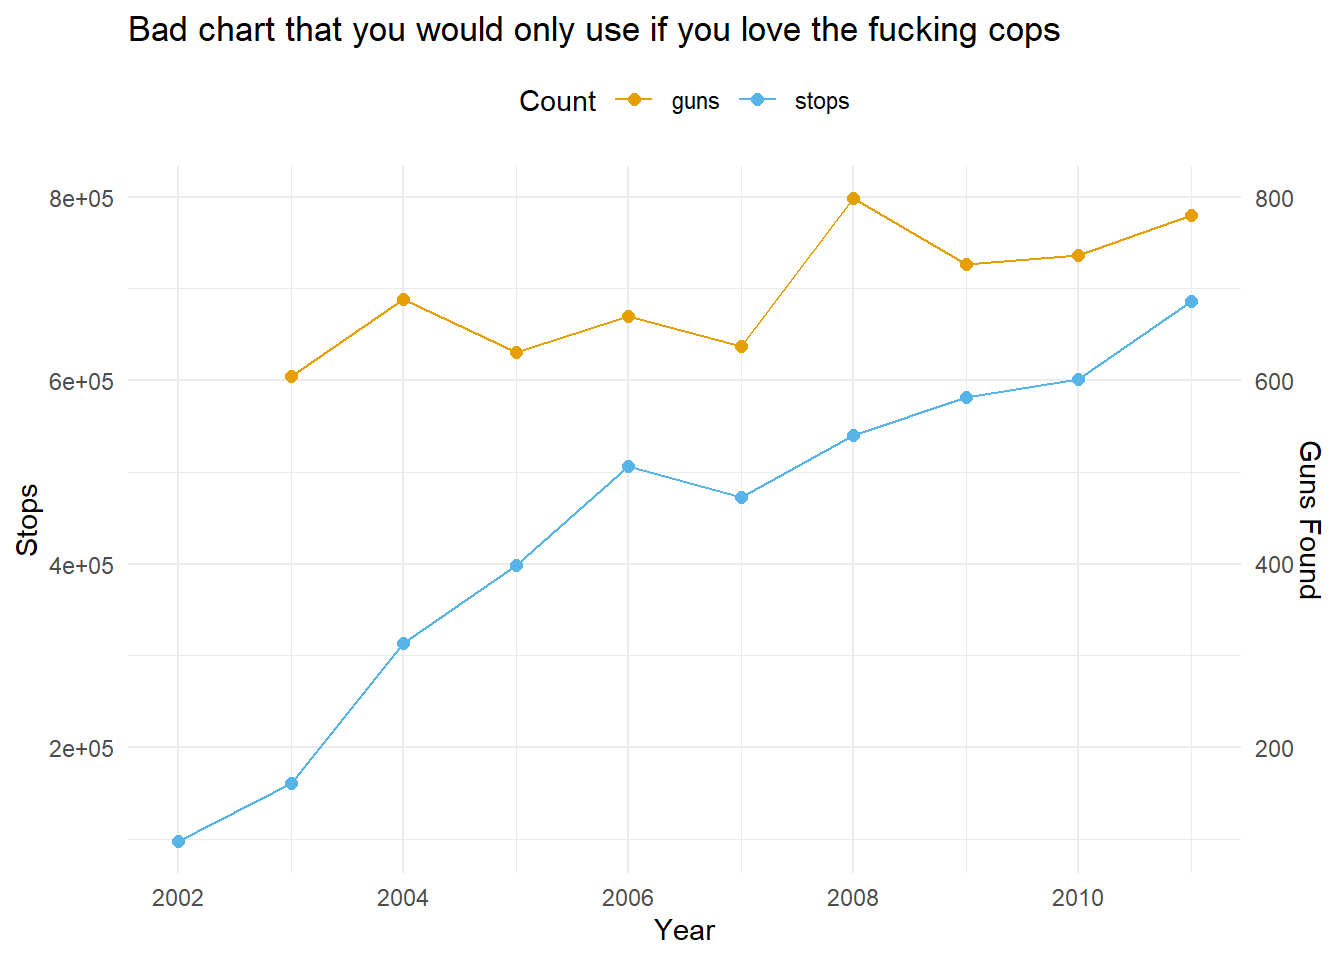 Bad chart that you would only use if you love the fucking cops
Count guns stops
8e+05
6e+05
4e+05
2e+05
Stops
800
600
400
200
Guns Found
2002 2004 2006 2008 2010
Year